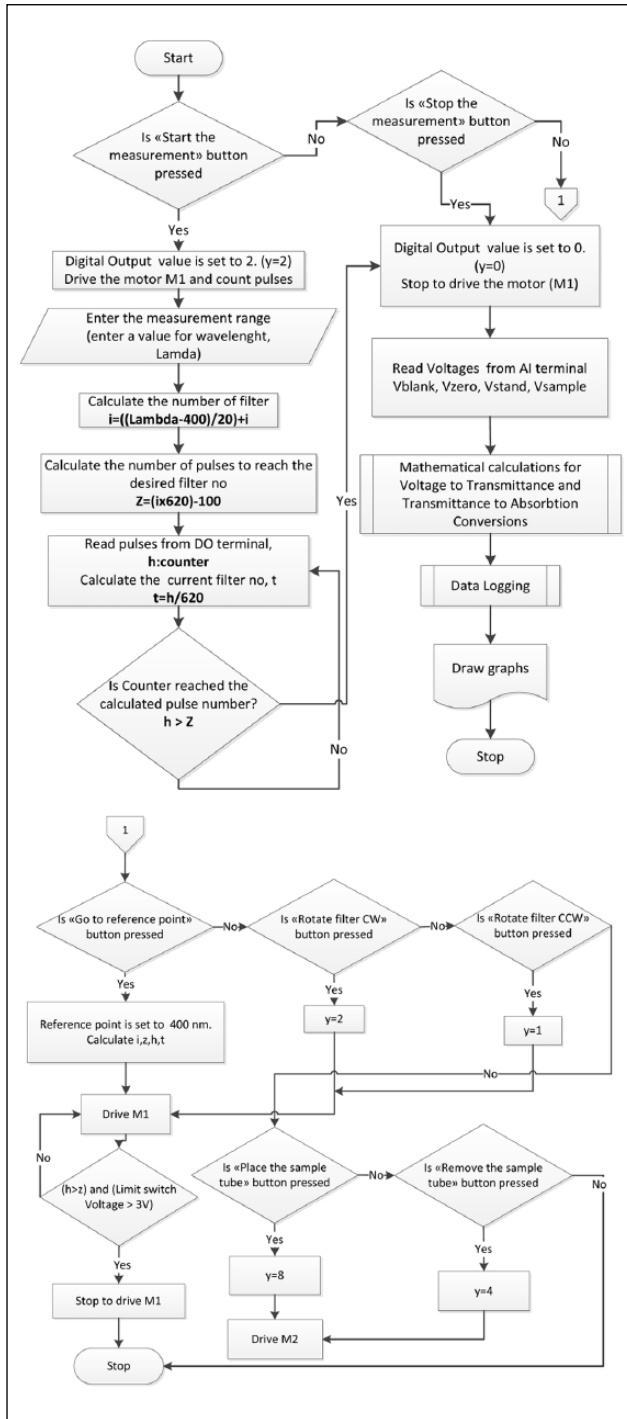 Start
Is «Start the
measurement» button
pressed
No
Is «Stop the
measurement» button
pressed
No
1
Yes
Yes
Digital Output value is set to 2. (y=2)
Drive the motor M1 and count pulses
Enter the measurement range
(enter a value for wavelenght,
Lamda)
Calculate the number of filter
i=((Lambda-400)/20)+i
Calculate the number of pulses to reach the
desired filter no
Z=(ix620)-100
Read pulses from DO terminal,
h:counter
Calculate the current filter no, t
t=h/620
Is Counter reached the
calculated pulse number?
h > Z
No
Yes
Digital Output value is set to 0.
(y=0)
Stop to drive the motor (M1)
Read Voltages from AI terminal
Vblank, Vzero, Vstand, Vsample
Mathematical calculations for
Voltage to Transmittance and
Transmittance to Absorbtion
Conversions
Data Logging
Draw graphs
Stop
1
Is «Go to reference point»
button pressed
No
Is «Rotate filter CW»
button pressed
No
Is «Rotate filter CCW»
button pressed
Yes
Yes
Yes
Reference point is set to 400 nm.
Calculate i,z,h,t
y=2
y=1
No
Drive M1
No
(h>z) and (Limit switch
Voltage > 3V)
Is «Place the sample
tube» button pressed
No
Is «Remove the sample
tube» button pressed
No
Yes
Yes
Yes
Stop to drive M1
y=8
y=4
Drive M2
Stop